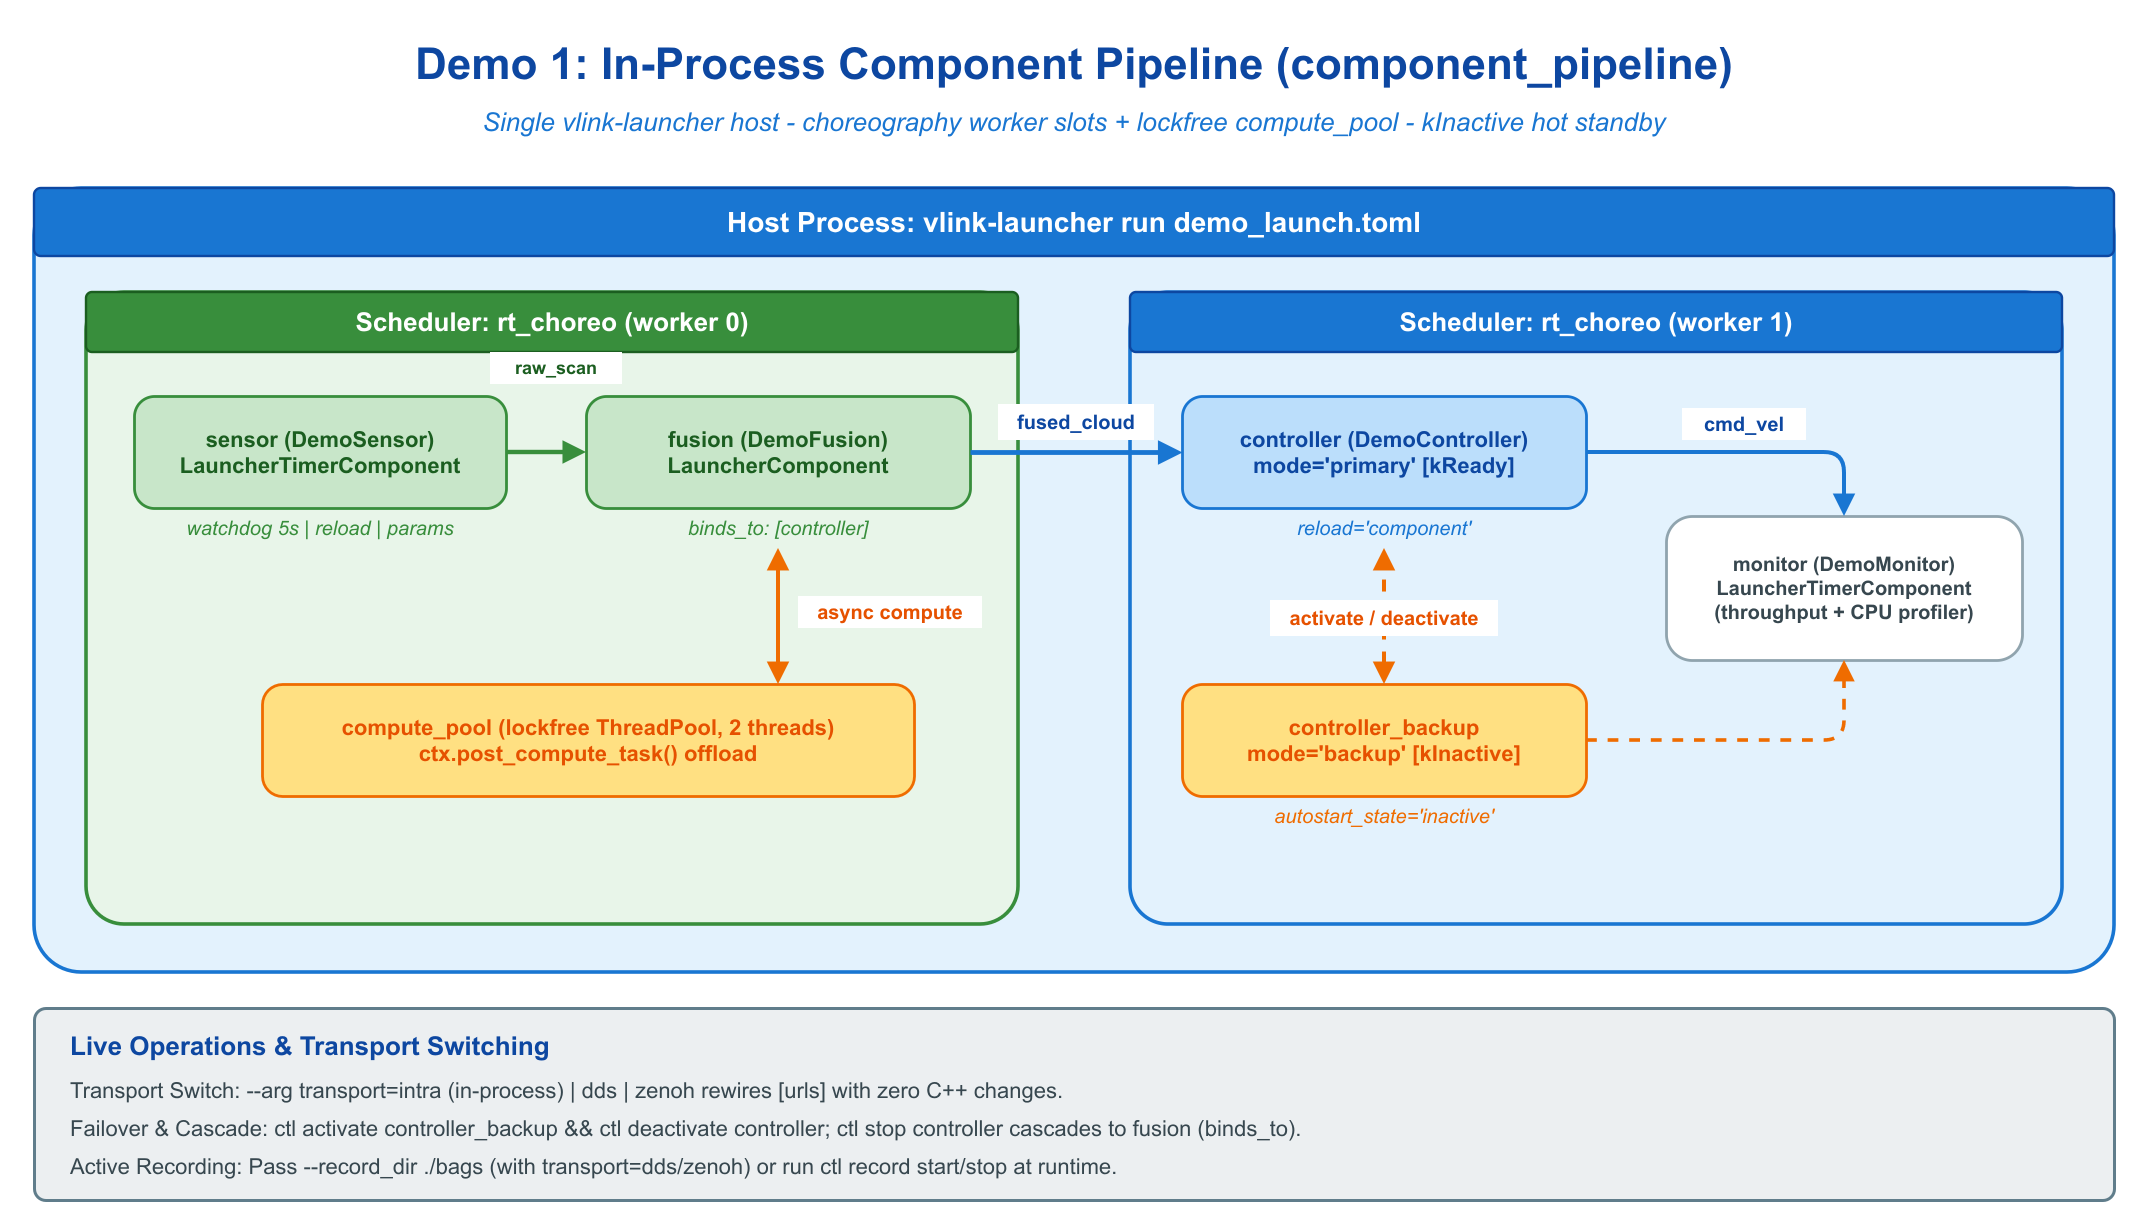 Demo 1: In-Process Component Pipeline (component_pipeline)
Single vlink-launcher host - choreography worker slots + lockfree compute_pool - kInactive hot standby
Host Process: vlink-launcher run demo_launch.toml
Scheduler: rt_choreo (worker 0)
raw_scan
sensor (DemoSensor)
LauncherTimerComponent
watchdog 5s | reload | params
fusion (DemoFusion)
LauncherComponent
binds_to: [controller]
async compute
compute_pool (lockfree ThreadPool, 2 threads)
ctx.post_compute_task() offload
fused_cloud
Scheduler: rt_choreo (worker 1)
controller (DemoController)
mode='primary' [kReady]
reload='component'
cmd_vel
monitor (DemoMonitor)
LauncherTimerComponent
(throughput + CPU profiler)
activate / deactivate
controller_backup
mode='backup' [kInactive]
autostart_state='inactive'
Live Operations & Transport Switching
Transport Switch: --arg transport=intra (in-process) | dds | zenoh rewires [urls] with zero C++ changes.
Failover & Cascade: ctl activate controller_backup && ctl deactivate controller; ctl stop controller cascades to fusion (binds_to).
Active Recording: Pass --record_dir ./bags (with transport=dds/zenoh) or run ctl record start/stop at runtime.